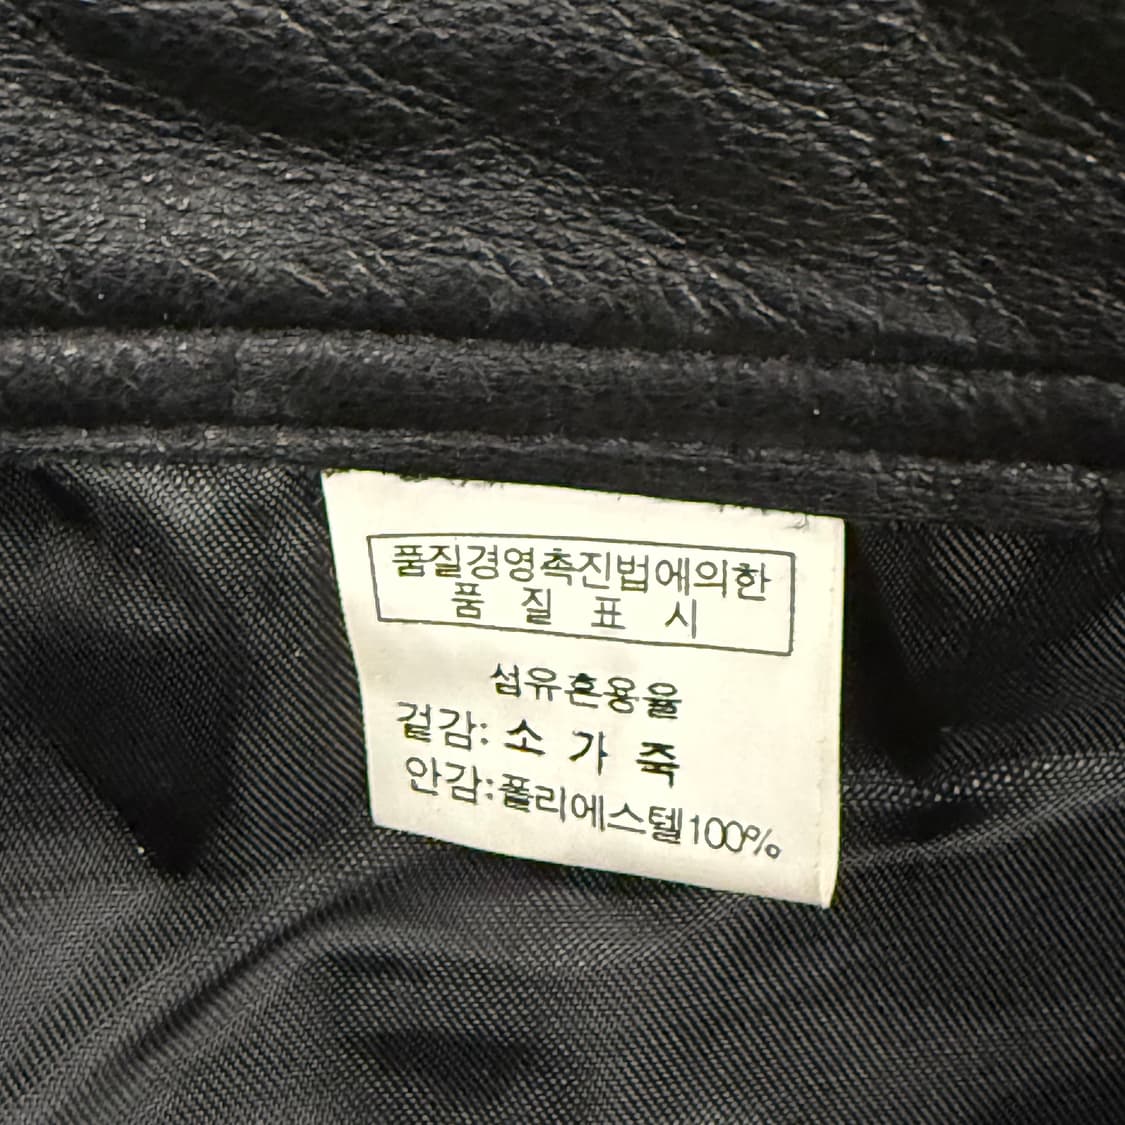 품질경영촉진법에의한
품 질 표 시
섬유혼용율
겉감: 소 가 죽
안감:폴리에스텔100%